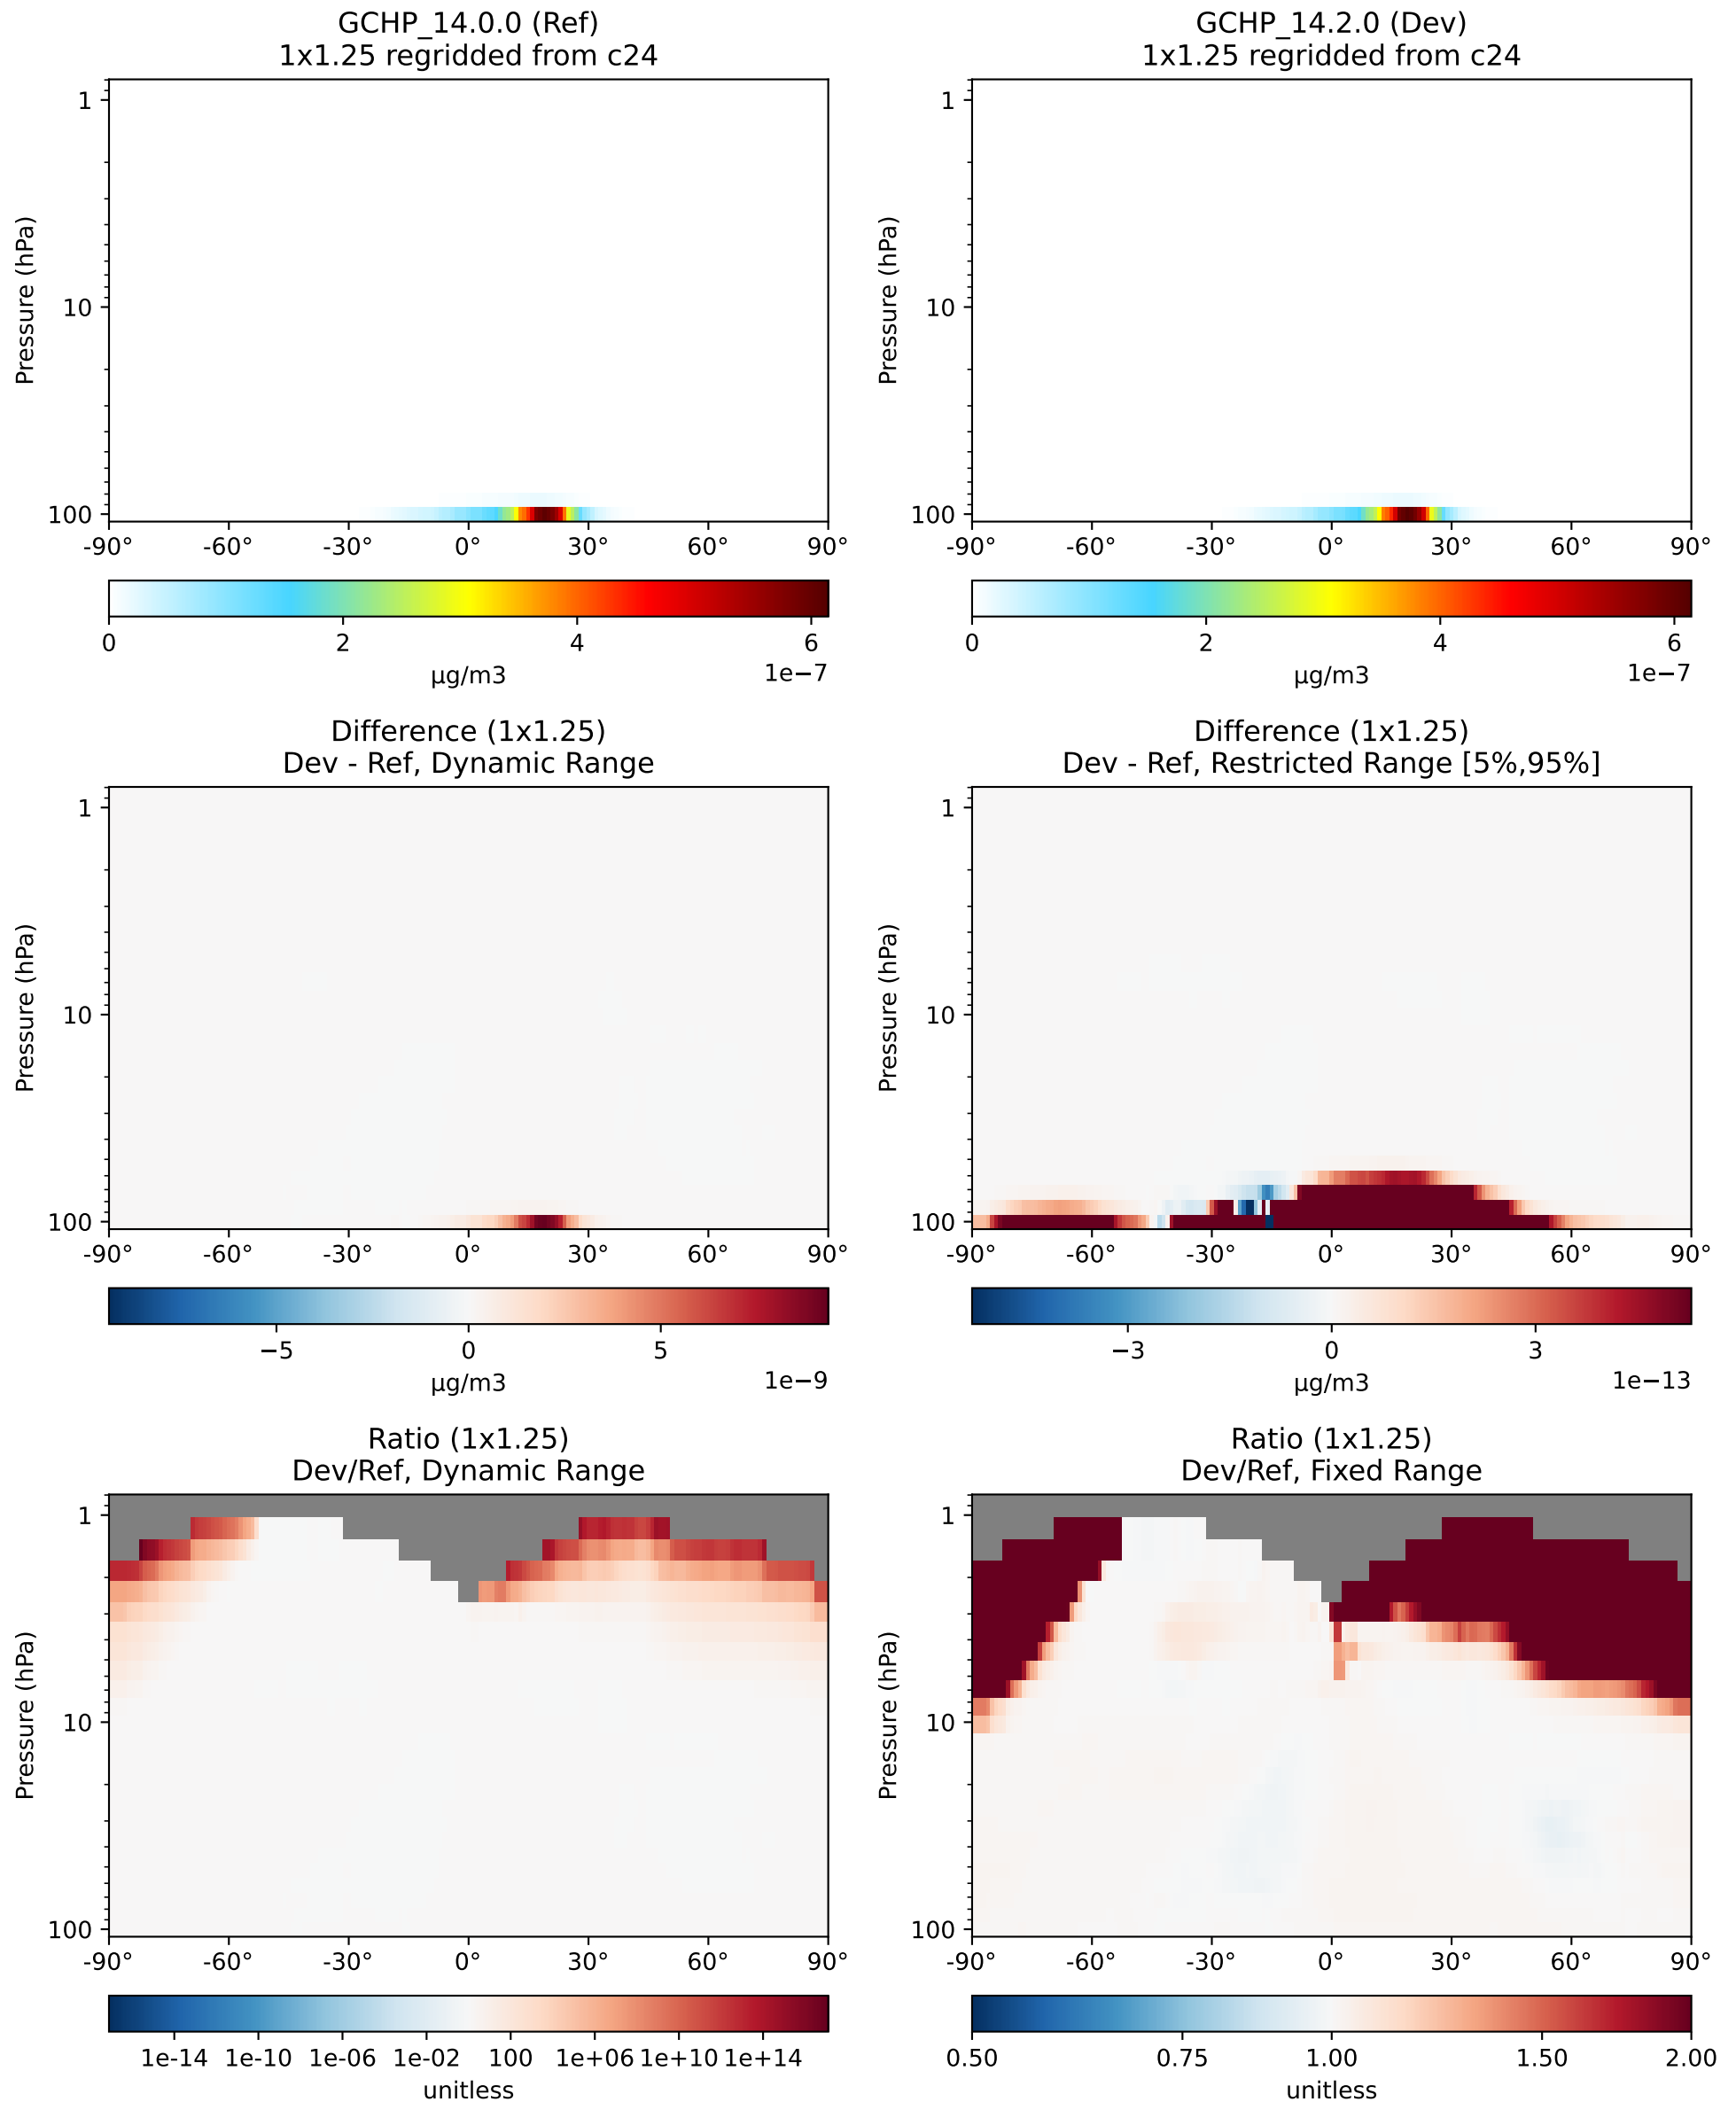 GCHP_14.0.0 (Ref)
1x1.25 regridded from c24
Pressure (hPa)
1
10
100
-90° -60° -30° 0° 30° 60° 90°
0 2 4 6
1e−7
μg/m3
GCHP_14.2.0 (Dev)
1x1.25 regridded from c24
Pressure (hPa)
1
10
100
-90° -60° -30° 0° 30° 60° 90°
0 2 4 6
1e−7
μg/m3
Difference (1x1.25)
Dev - Ref, Dynamic Range
Pressure (hPa)
1
10
100
-90° -60° -30° 0° 30° 60° 90°
−5 0 5
1e−9
μg/m3
Difference (1x1.25)
Dev - Ref, Restricted Range [5%,95%]
Pressure (hPa)
1
10
100
-90° -60° -30° 0° 30° 60° 90°
−3 0 3
1e−13
μg/m3
Ratio (1x1.25)
Dev/Ref, Dynamic Range
Pressure (hPa)
1
10
100
-90° -60° -30° 0° 30° 60° 90°
1e-14 1e-10 1e-06 1e-02 100 1e+06 1e+10 1e+14
unitless
Ratio (1x1.25)
Dev/Ref, Fixed Range
Pressure (hPa)
1
10
100
-90° -60° -30° 0° 30° 60° 90°
0.50 0.75 1.00 1.50 2.00
unitless